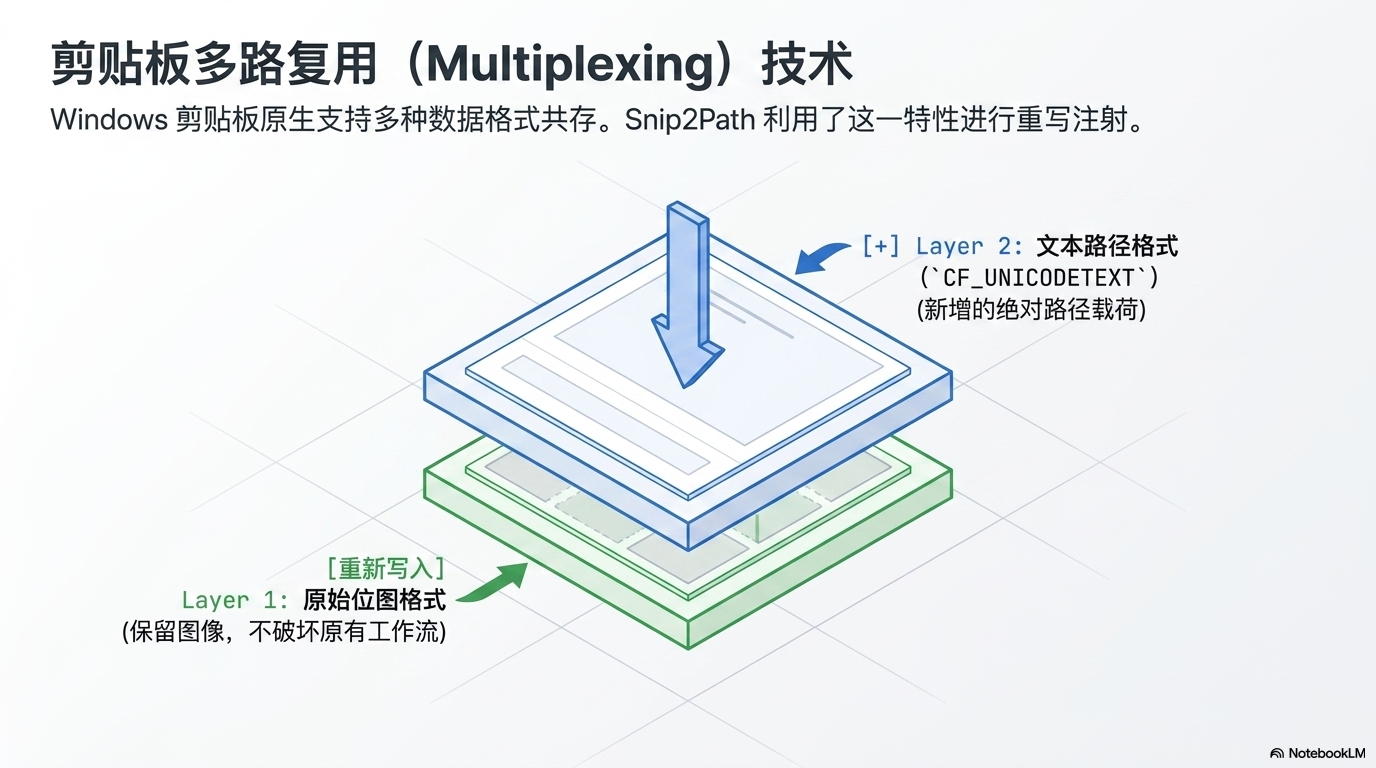 剪贴板多路复用（Multiplexing）技术
Windows 剪贴板原生支持多种数据格式共存。Snip2Path 利用了这一特性进行重写注射。
[+] Layer 2: 文本路径格式
(`CF_UNICODETEXT`)
(新增的绝对路径载荷)
[重新写入]
Layer 1: 原始位图格式
(保留图像，不破坏原有工作流)
NotebookLM